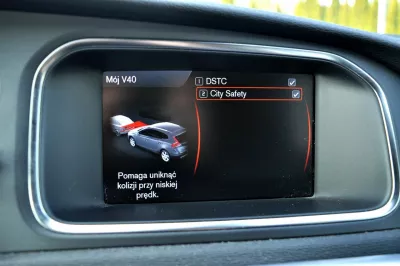 Mój V40
1 DSTC
2 City Safety
Pomaga uniknąć
kolizji przy niskiej
prędk.